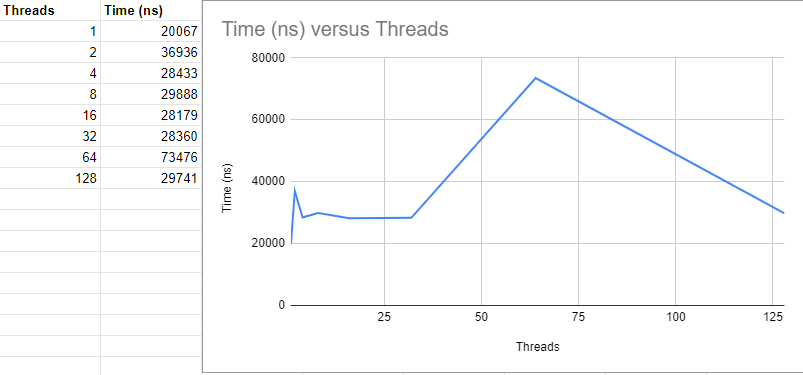 Threads Time (ns)
1 20067
2 36936
4 28433
8 29888
16 28179
32 28360
64 73476
128 29741
Time (ns) versus Threads
80000
60000
40000
20000
0
Time (ns)
25 50 75 100 125
Threads